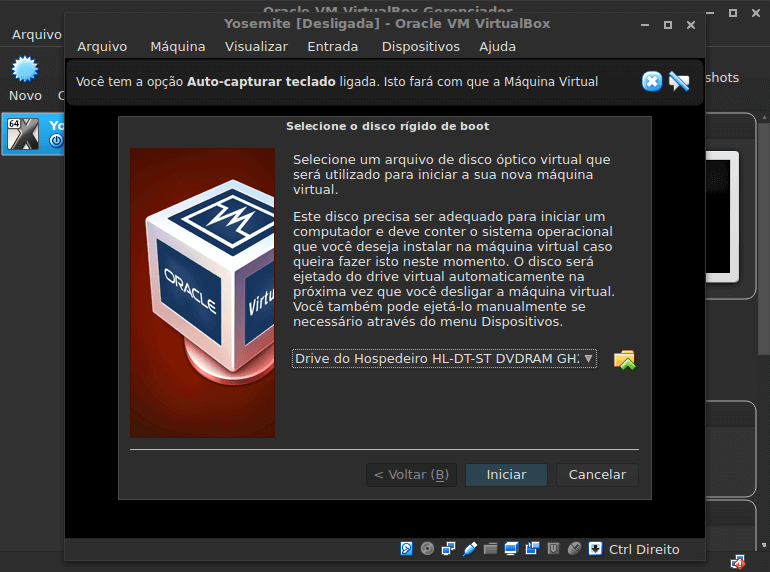 Oracle VM VirtualBox Gerenciador
Yosemite [Desligada] - Oracle VM VirtualBox
Arquivo
Arquivo Máquina Visualizar Entrada Dispositivos Ajuda
Novo
Você tem a opção Auto-capturar teclado ligada. Isto fará com que a Máquina Virtual
shots
64
Yo
Selecione o disco rígido de boot
Selecione um arquivo de disco óptico virtual que
será utilizado para iniciar a sua nova máquina
virtual.
Este disco precisa ser adequado para iniciar um
computador e deve conter o sistema operacional
que você deseja instalar na máquina virtual caso
queira fazer isto neste momento. O disco será
ejetado do drive virtual automaticamente na
próxima vez que você desligar a máquina virtual.
Você também pode ejetá-lo manualmente se
necessário através do menu Dispositivos.
ORACLE
Virtu
Drive do Hospedeiro HL-DT-ST DVDRAM GH
< Voltar (B) Iniciar Cancelar
Ctrl Direito